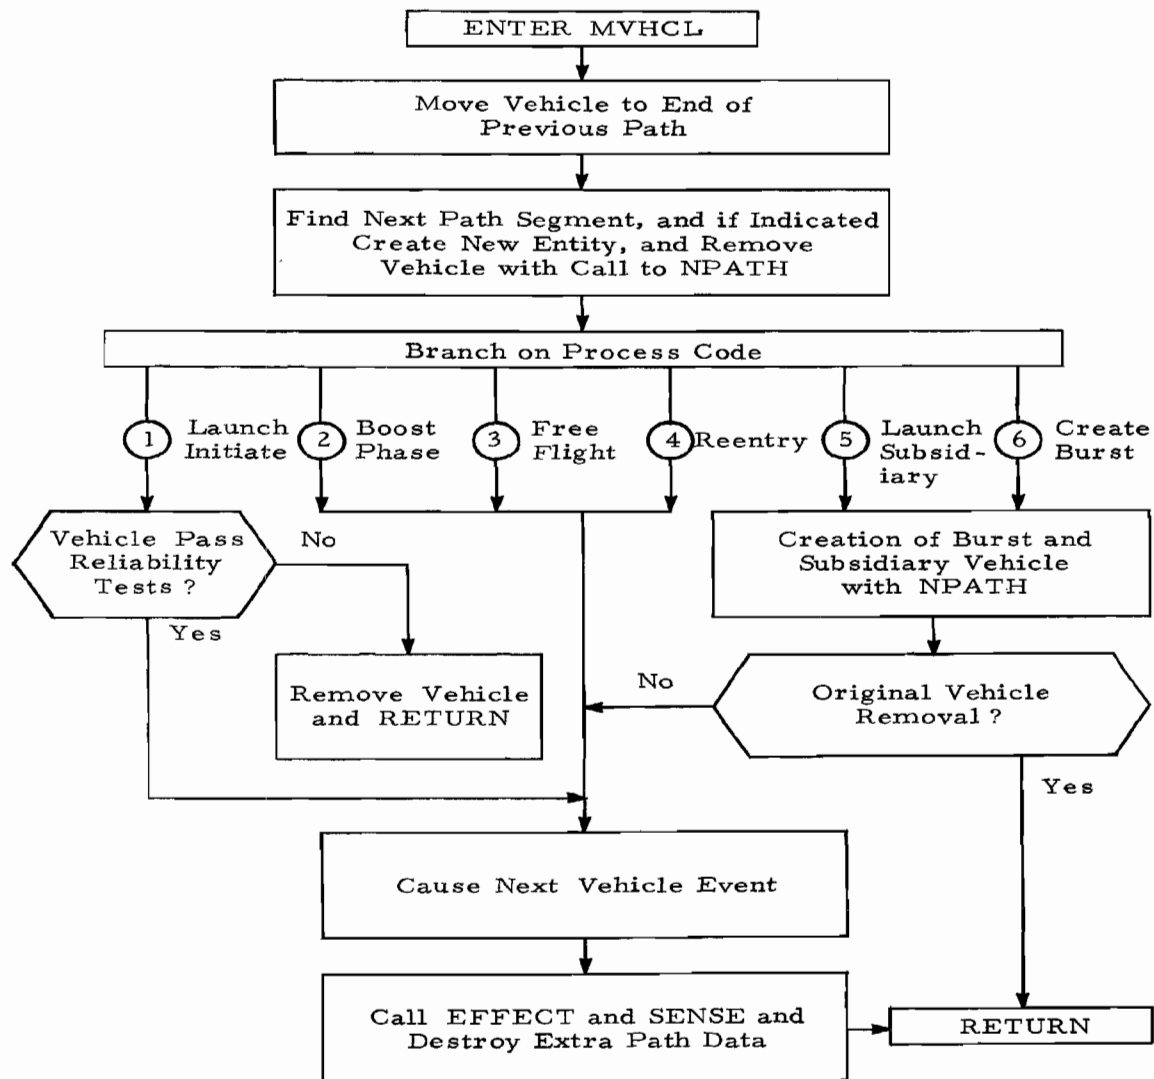 ENTER MVHCL
Move Vehicle to End of
Previous Path
Find Next Path Segment, and if Indicated
Create New Entity, and Remove
Vehicle with Call to NPATH
Branch on Process Code
1 Launch
Initiate
2 Boost
Phase
3 Free
Flight
4 Reentry
5 Launch
Subsid-
iary
6 Create
Burst
Vehicle Pass
Reliability
Tests ?
No
Yes
Remove Vehicle
and RETURN
Creation of Burst and
Subsidiary Vehicle
with NPATH
Original Vehicle
Removal ?
No
Yes
Cause Next Vehicle Event
Call EFFECT and SENSE and
Destroy Extra Path Data
RETURN